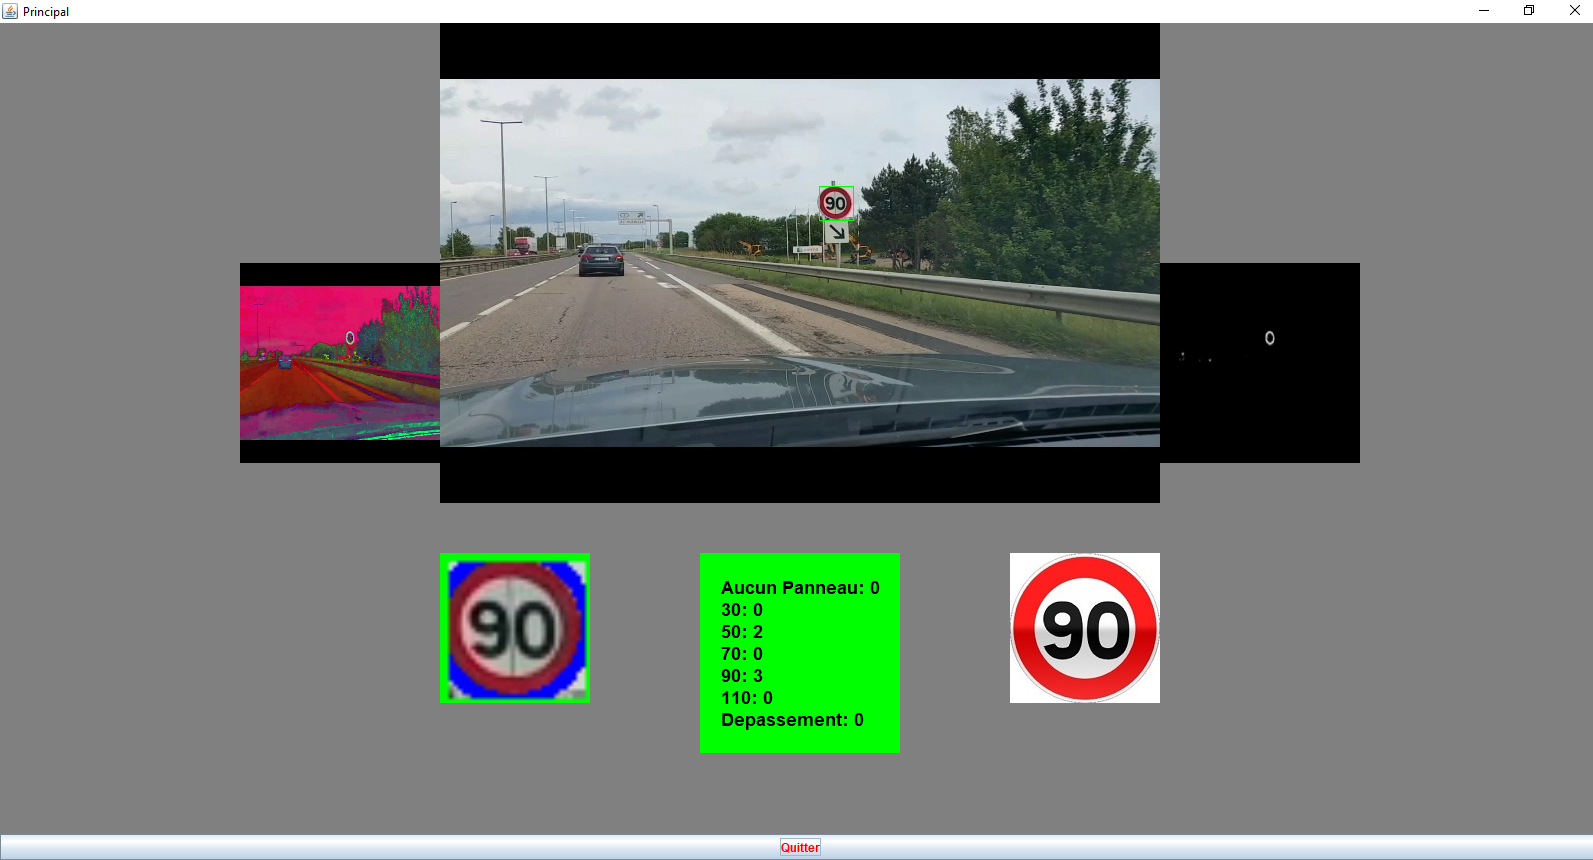 Principal
90
90
Aucun Panneau: 0
30: 0
50: 2
70: 0
90: 3
110: 0
Depassement: 0
90
Quitter